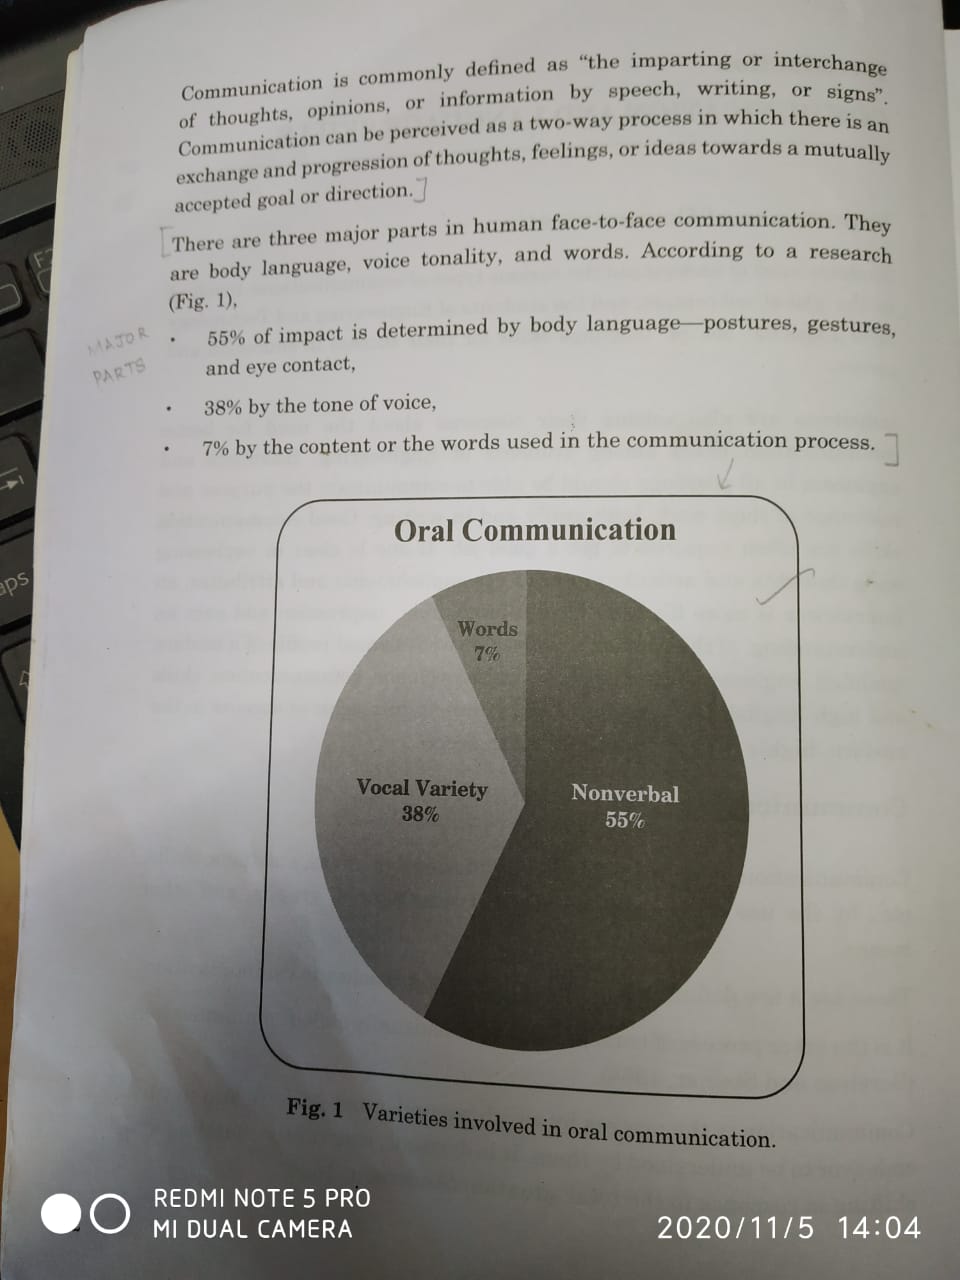 Communication is commonly defined as “the imparting or interchange
of thoughts, opinions, or information by speech, writing, or signs”.
Communication can be perceived as a two-way process in which there is an
exchange and progression of thoughts, feelings, or ideas towards a mutually
accepted goal or direction.]
[There are three major parts in human face-to-face communication. They
are body language, voice tonality, and words. According to a research
(Fig. 1),
MAJOR
PARTS
• 55% of impact is determined by body language—postures, gestures,
and eye contact,
• 38% by the tone of voice,
• 7% by the content or the words used in the communication process.]
Oral Communication
Words
7%
Vocal Variety
38%
Nonverbal
55%
Fig. 1 Varieties involved in oral communication.
REDMI NOTE 5 PRO
MI DUAL CAMERA
2020/11/5 14:04